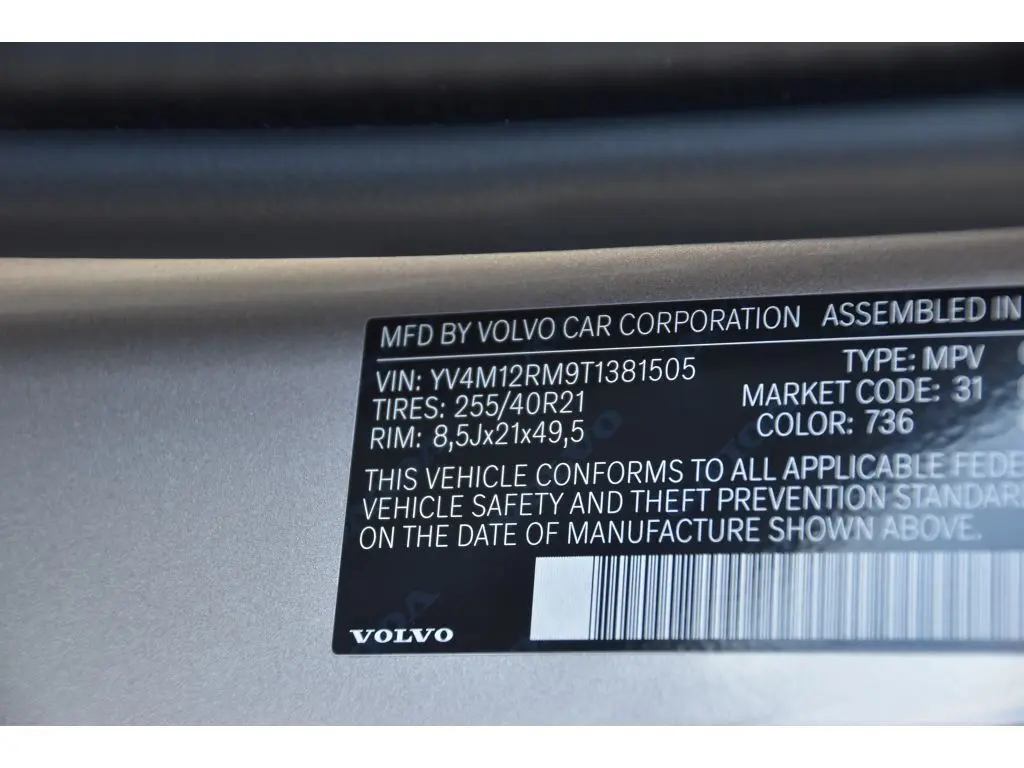 MFD BY VOLVO CAR CORPORATION ASSEMBLED IN
VIN: YV4M12RM9T1381505 TYPE: MPV
TIRES: 255/40R21 MARKET CODE: 31
RIM: 8,5Jx21x49,5 COLOR: 736
THIS VEHICLE CONFORMS TO ALL APPLICABLE FEDE
VEHICLE SAFETY AND THEFT PREVENTION STANDAR
ON THE DATE OF MANUFACTURE SHOWN ABOVE.
VOLVO